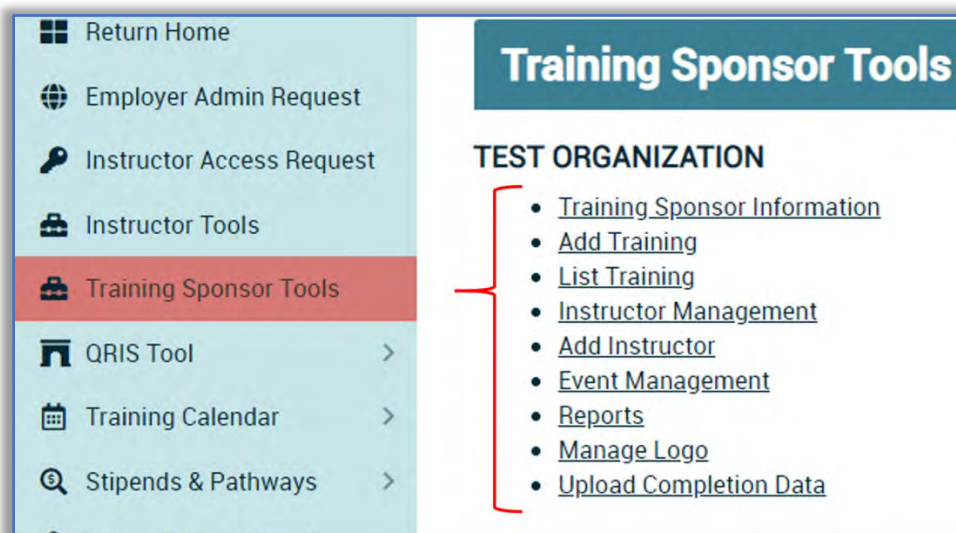 Return Home
Employer Admin Request
Instructor Access Request
Instructor Tools
Training Sponsor Tools
QRIS Tool
Training Calendar
Stipends & Pathways
Training Sponsor Tools
TEST ORGANIZATION
Training Sponsor Information
Add Training
List Training
Instructor Management
Add Instructor
Event Management
Reports
Manage Logo
Upload Completion Data